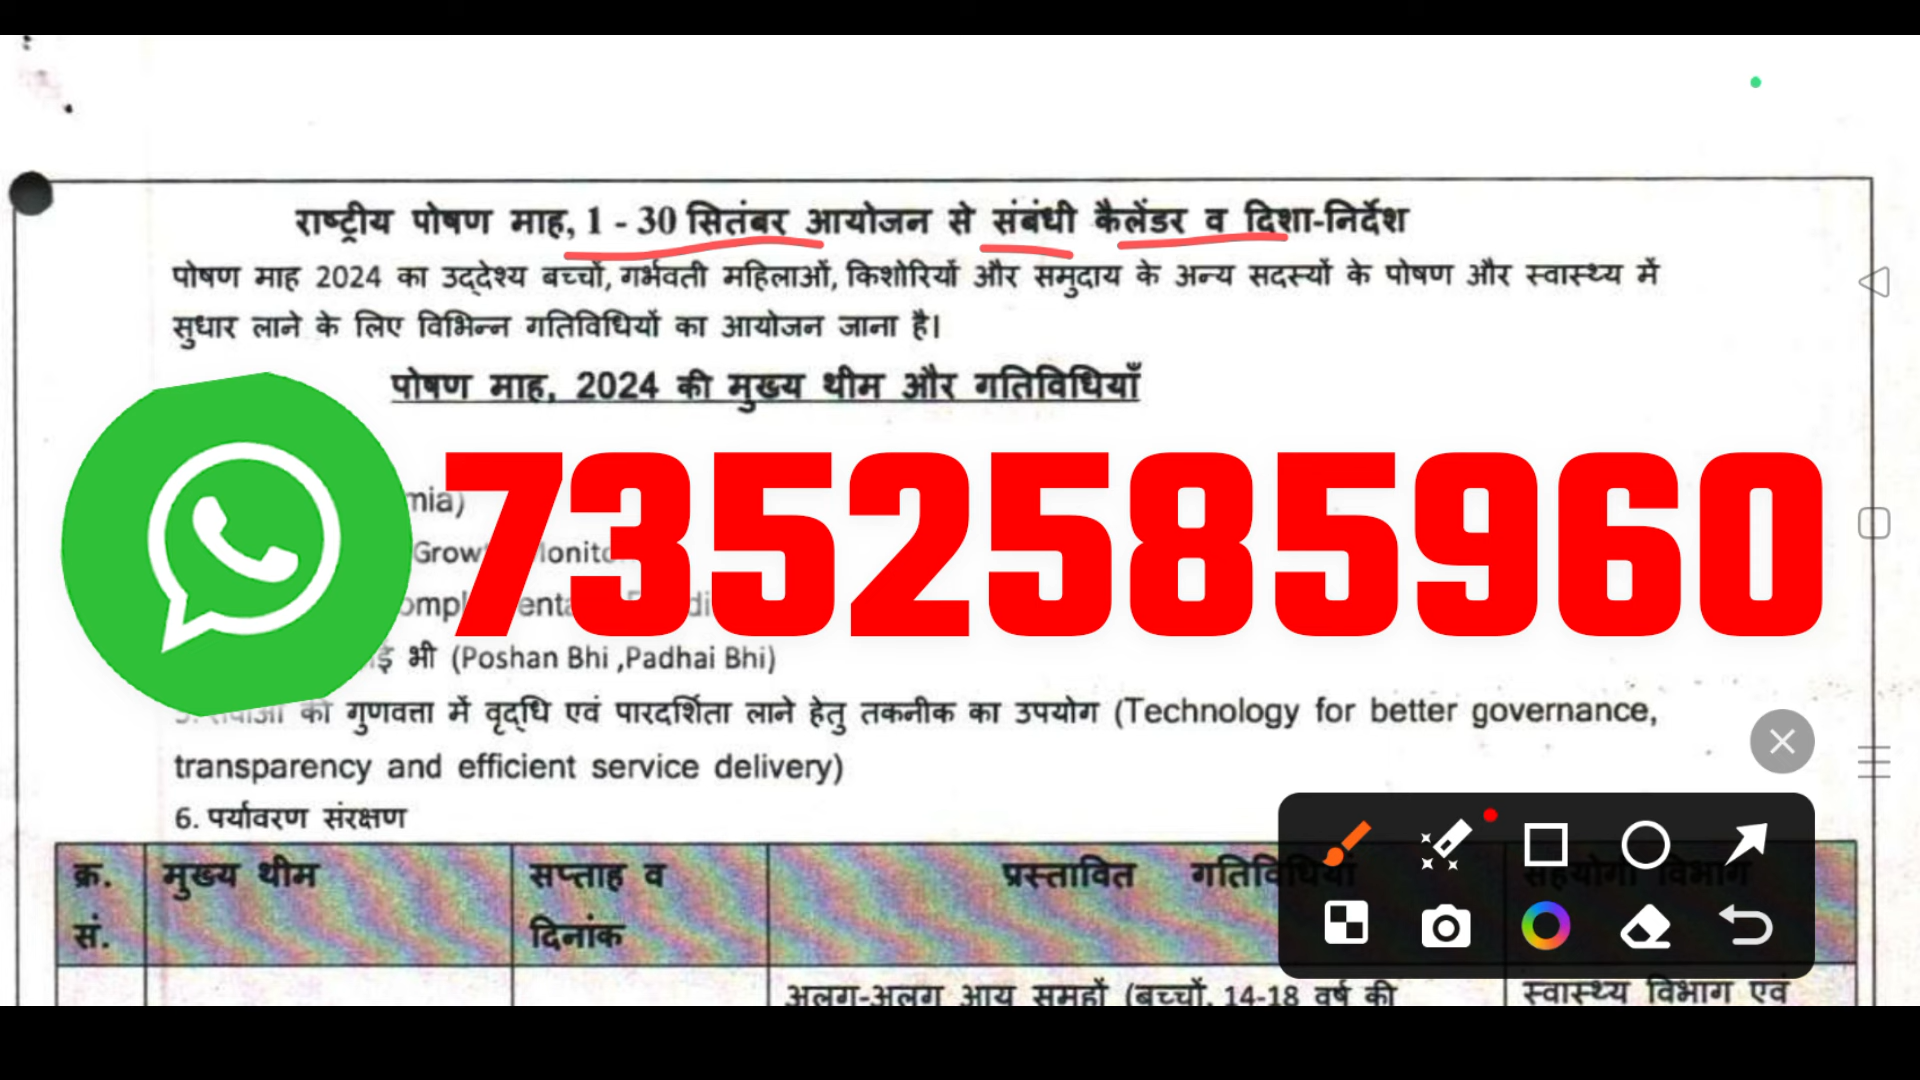 राष्ट्रीय पोषण माह, 1 - 30 सितंबर आयोजन से संबंधी कैलेंडर व दिशा-निर्देश
पोषण माह 2024 का उद्देश्य बच्चों, गर्भवती महिलाओं, किशोरियों और समुदाय के अन्य सदस्यों के पोषण और स्वास्थ्य में
सुधार लाने के लिए विभिन्न गतिविधियों का आयोजन जाना है।
पोषण माह, 2024 की मुख्य थीम और गतिविधियाँ
7352585960
भी (Poshan Bhi ,Padhai Bhi)
की गुणवत्ता में वृद्धि एवं पारदर्शिता लाने हेतु तकनीक का उपयोग (Technology for better governance,
transparency and efficient service delivery)
6. पर्यावरण संरक्षण
क्र. सं.
मुख्य थीम
सप्ताह व दिनांक
प्रस्तावित गतिविधियां
सहयोगी विभाग
अलग-अलग आयु समूहों (बच्चों, 14-18 वर्ष की
स्वास्थ्य विभाग एवं